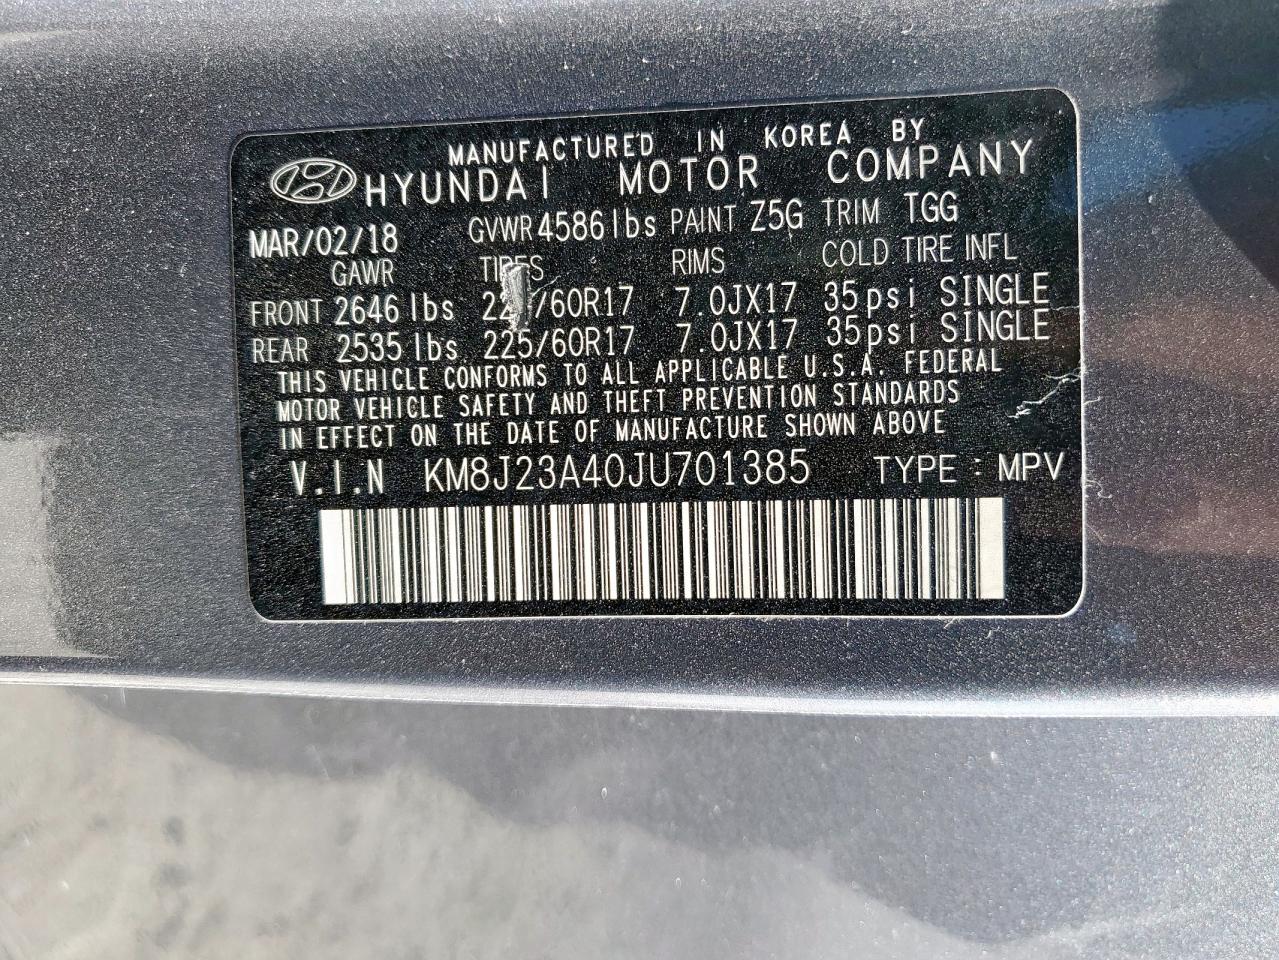 MANUFACTURED IN KOREA BY
HYUNDAI MOTOR COMPANY
MAR/02/18 GVWR 4586 lbs PAINT Z5G TRIM TGG
GAWR TIRES RIMS COLD TIRE INFL
FRONT 2646 lbs 225/60R17 7.0JX17 35psi SINGLE
REAR 2535 lbs 225/60R17 7.0JX17 35psi SINGLE
THIS VEHICLE CONFORMS TO ALL APPLICABLE U.S.A. FEDERAL
MOTOR VEHICLE SAFETY AND THEFT PREVENTION STANDARDS
IN EFFECT ON THE DATE OF MANUFACTURE SHOWN ABOVE
V.I.N KM8J23A40JU701385 TYPE : MPV